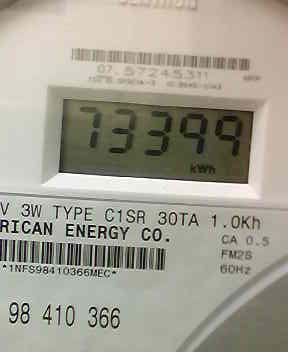 07.57245311
73399
kWh
V 3W TYPE C1SR 30TA 1.0Kh
RICAN ENERGY CO.
CA 0.5
FM2S
60Hz
*1NFS98410366MEC*
98 410 366